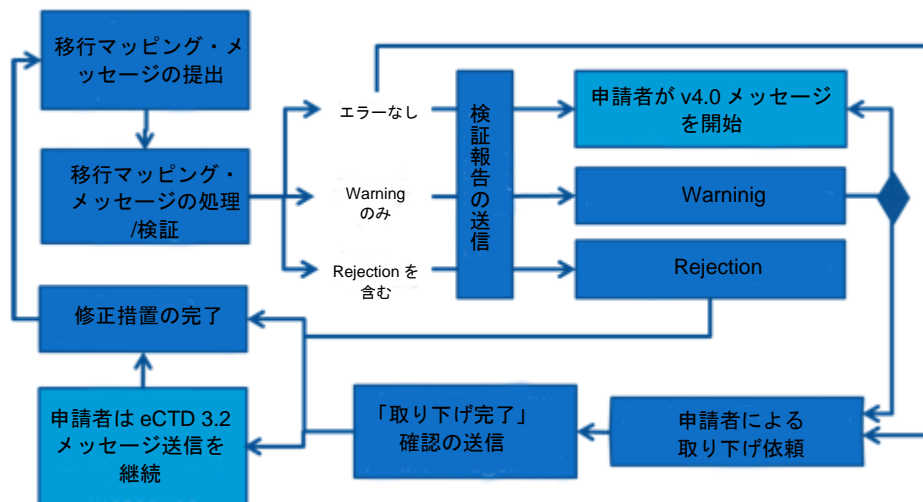 移行マッピング・メ
ッセージの提出
移行マッピング・
メッセージの処理
/検証
エラーなし
Warning
のみ
Rejection を
含む
検証報告の送信
申請者が v4.0 メッセージ
を開始
Warninig
Rejection
修正措置の完了
申請者は eCTD 3.2
メッセージ送信を
継続
「取り下げ完了」
確認の送信
申請者による
取り下げ依頼